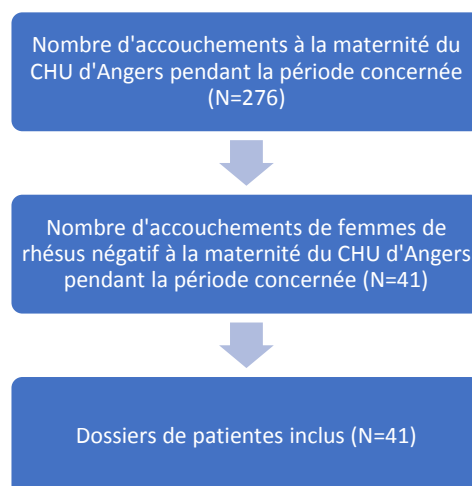 Nombre d'accouchements à la maternité du
CHU d'Angers pendant la période concernée
(N=276)
Nombre d'accouchements de femmes de
rhésus négatif à la maternité du CHU d'Angers
pendant la période concernée (N=41)
Dossiers de patientes inclus (N=41)